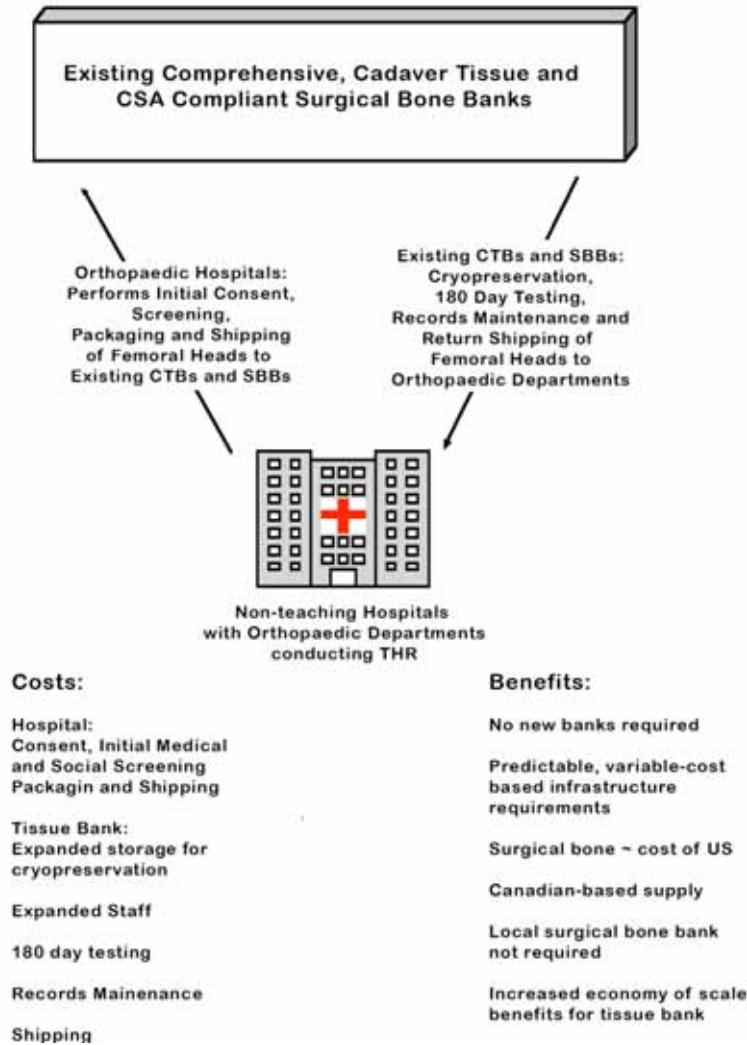 Existing Comprehensive, Cadaver Tissue and
CSA Compliant Surgical Bone Banks
Orthopaedic Hospitals:
Performs Initial Consent,
Screening,
Packaging and Shipping
of Femoral Heads to
Existing CTBs and SBBs
Existing CTBs and SBBs:
Cryopreservation,
180 Day Testing,
Records Maintenance and
Return Shipping of
Femoral Heads to
Orthopaedic Departments
Non-teaching Hospitals
with Orthopaedic Departments
conducting THR
Costs:
Hospital:
Consent, Initial Medical
and Social Screening
Packagin and Shipping
Tissue Bank:
Expanded storage for
cryopreservation
Expanded Staff
180 day testing
Records Mainenance
Shipping
Benefits:
No new banks required
Predictable, variable-cost
based infrastructure
requirements
Surgical bone ~ cost of US
Canadian-based supply
Local surgical bone bank
not required
Increased economy of scale
benefits for tissue bank